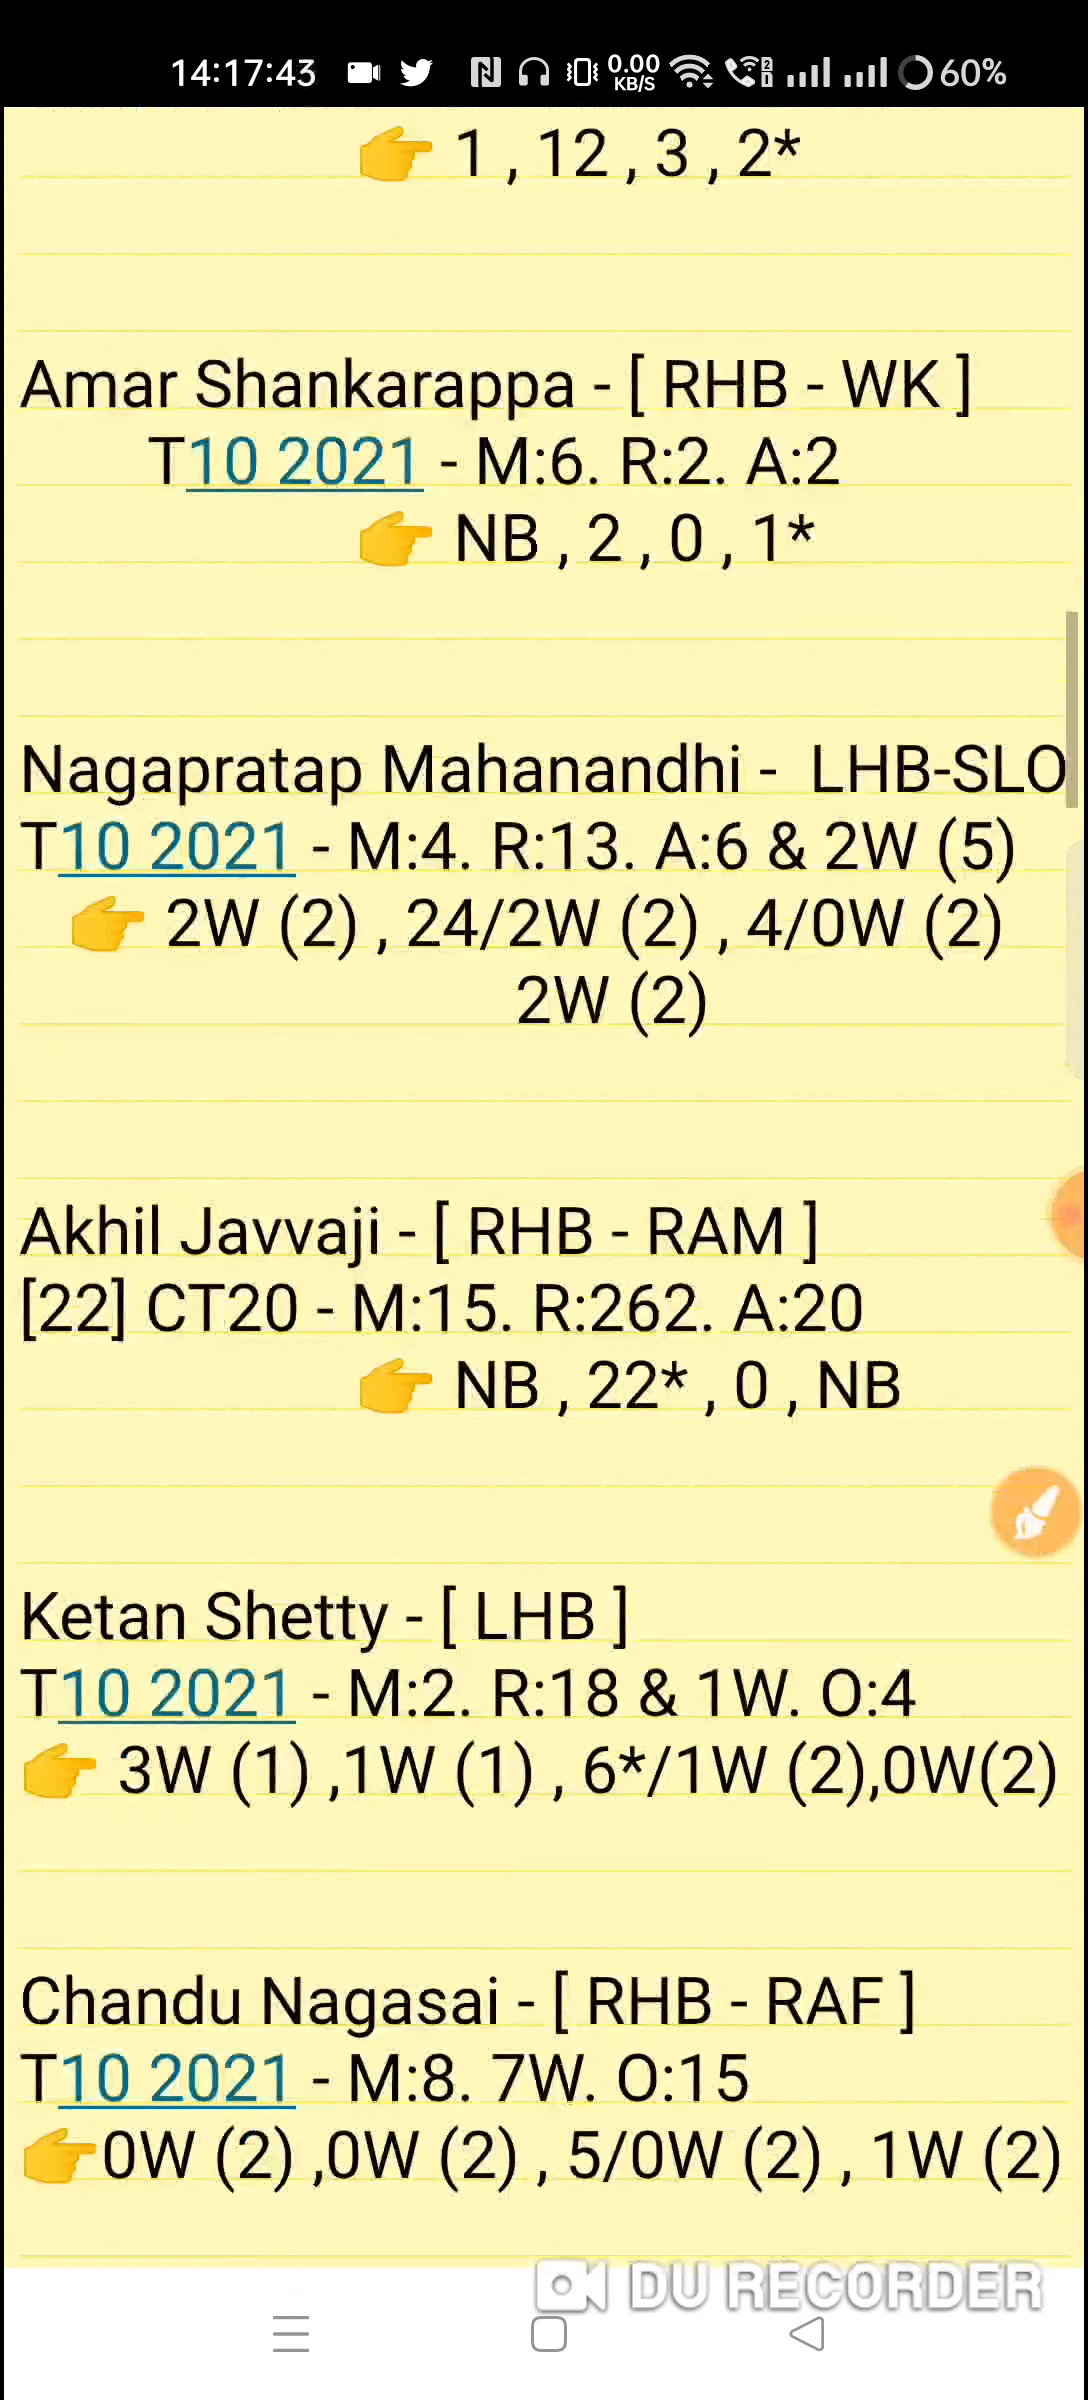 14:17:43 0.00 KB/S 2 1 60%
👉 1 , 12 , 3 , 2*
Amar Shankarappa - [ RHB - WK ]
T10 2021 - M:6. R:2. A:2
👉 NB , 2 , 0 , 1*
Nagapratap Mahanandhi - LHB-SLO
T10 2021 - M:4. R:13. A:6 & 2W (5)
👉 2W (2) , 24/2W (2) , 4/0W (2)
2W (2)
Akhil Javvaji - [ RHB - RAM ]
[22] CT20 - M:15. R:262. A:20
👉 NB , 22* , 0 , NB
Ketan Shetty - [ LHB ]
T10 2021 - M:2. R:18 & 1W. O:4
👉 3W (1) ,1W (1) , 6*/1W (2),0W(2)
Chandu Nagasai - [ RHB - RAF ]
T10 2021 - M:8. 7W. O:15
👉0W (2) ,0W (2) , 5/0W (2) , 1W (2)
DU RECORDER